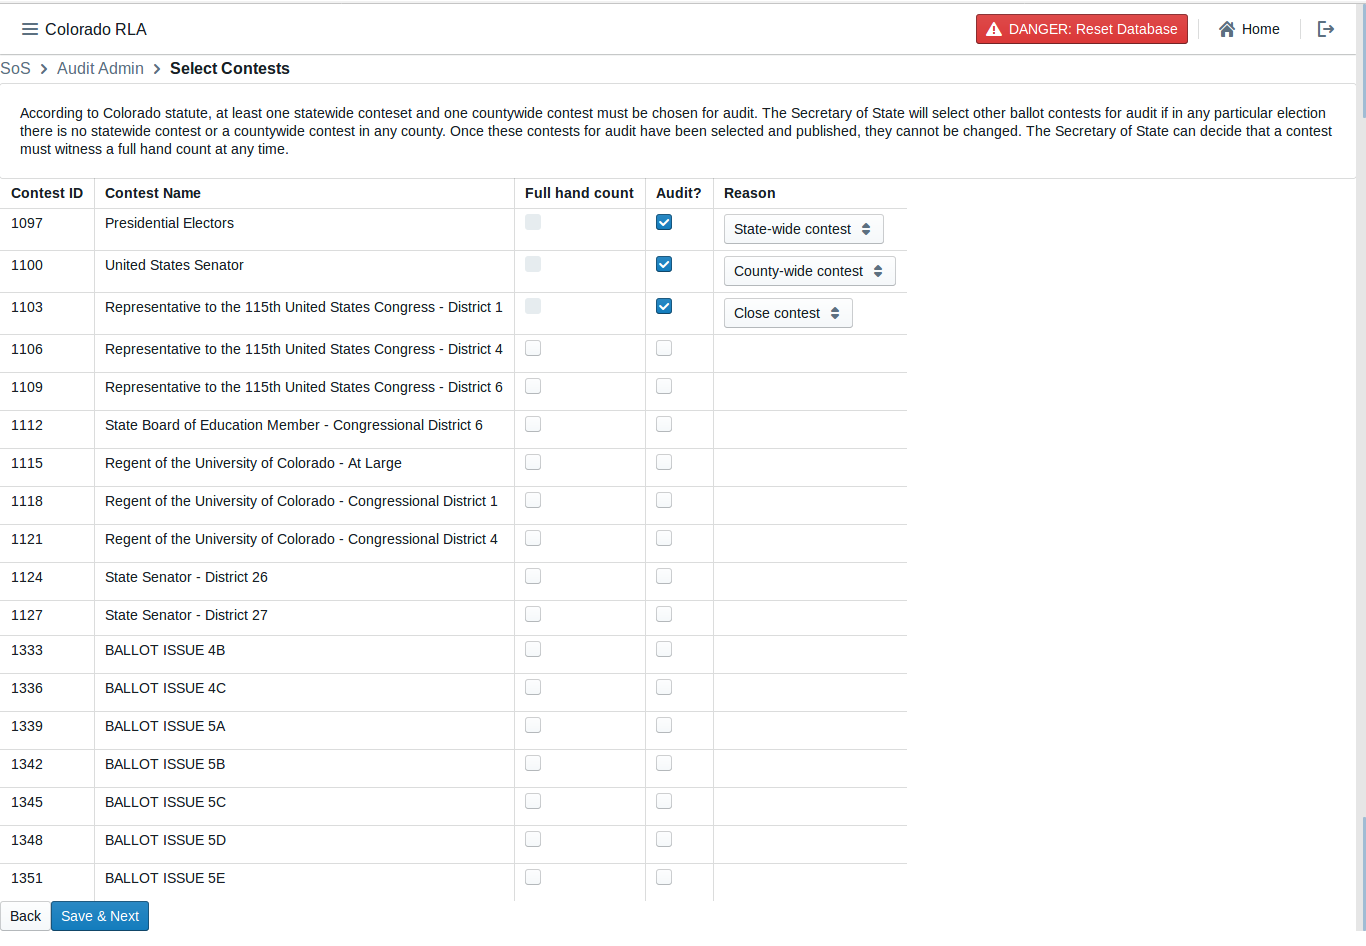 Colorado RLA
DANGER: Reset Database
Home
SoS > Audit Admin > Select Contests
According to Colorado statute, at least one statewide conteset and one countywide contest must be chosen for audit. The Secretary of State will select other ballot contests for audit if in any particular election
there is no statewide contest or a countywide contest in any county. Once these contests for audit have been selected and published, they cannot be changed. The Secretary of State can decide that a contest
must witness a full hand count at any time.
Contest ID Contest Name Full hand count Audit? Reason
1097 Presidential Electors State-wide contest
1100 United States Senator County-wide contest
1103 Representative to the 115th United States Congress - District 1 Close contest
1106 Representative to the 115th United States Congress - District 4
1109 Representative to the 115th United States Congress - District 6
1112 State Board of Education Member - Congressional District 6
1115 Regent of the University of Colorado - At Large
1118 Regent of the University of Colorado - Congressional District 1
1121 Regent of the University of Colorado - Congressional District 4
1124 State Senator - District 26
1127 State Senator - District 27
1333 BALLOT ISSUE 4B
1336 BALLOT ISSUE 4C
1339 BALLOT ISSUE 5A
1342 BALLOT ISSUE 5B
1345 BALLOT ISSUE 5C
1348 BALLOT ISSUE 5D
1351 BALLOT ISSUE 5E
Back Save & Next